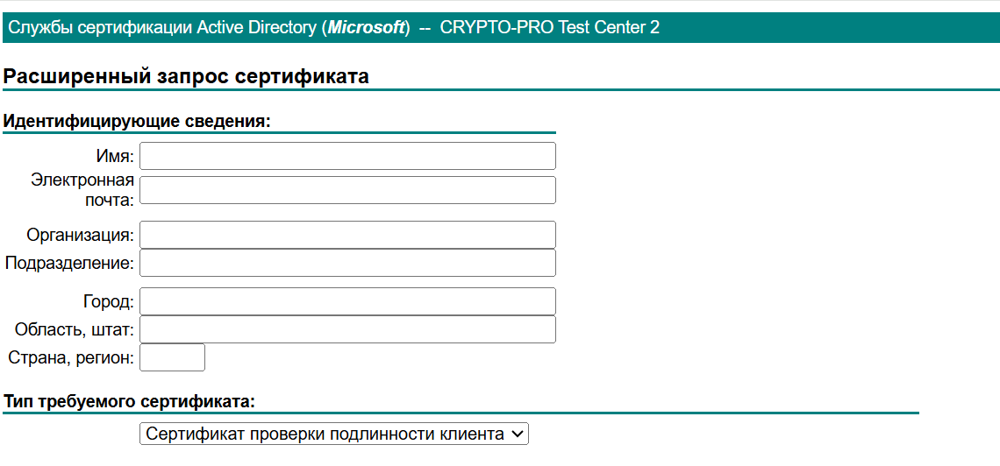 Службы сертификации Active Directory (Microsoft) -- CRYPTO-PRO Test Center 2
Расширенный запрос сертификата
Идентифицирующие сведения:
Имя:
Электронная
почта:
Организация:
Подразделение:
Город:
Область, штат:
Страна, регион:
Тип требуемого сертификата:
Сертификат проверки подлинности клиента